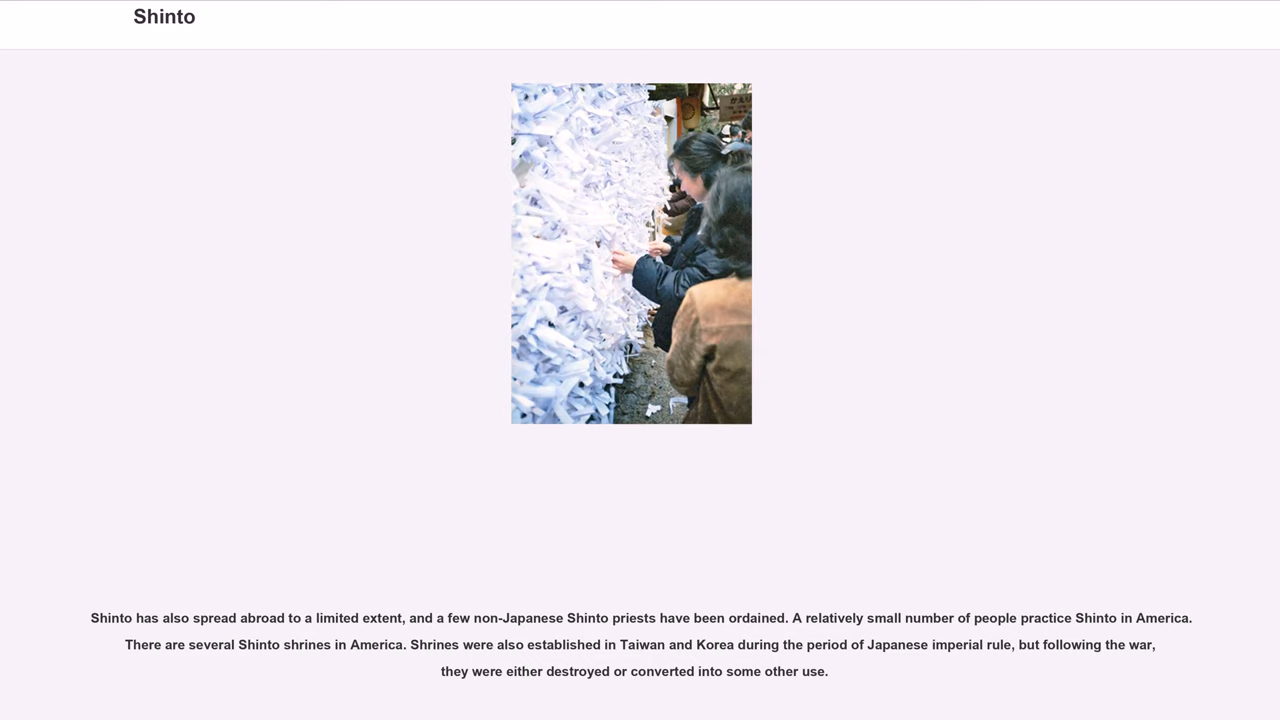 Shinto
Shinto has also spread abroad to a limited extent, and a few non-Japanese Shinto priests have been ordained. A relatively small number of people practice Shinto in America.
There are several Shinto shrines in America. Shrines were also established in Taiwan and Korea during the period of Japanese imperial rule, but following the war,
they were either destroyed or converted into some other use.